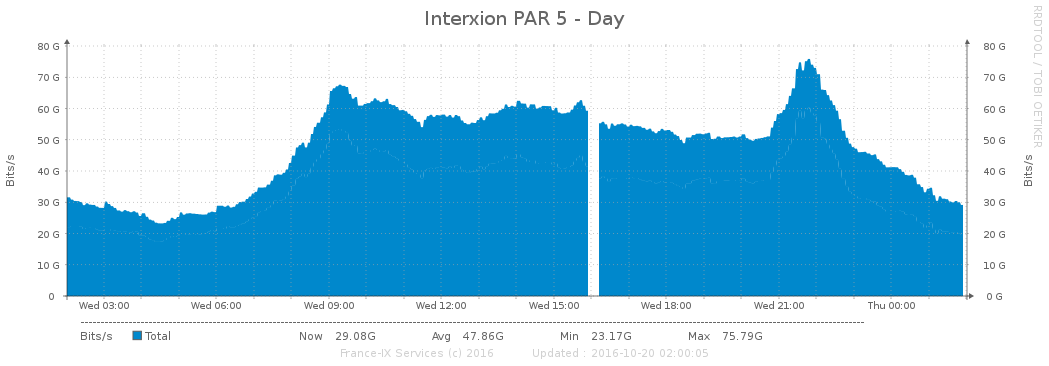 Interxion PAR 5 - Day
RRDTOOL / TOBI OETIKER
80 G 80 G
70 G 70 G
60 G 60 G
50 G 50 G
40 G 40 G
30 G 30 G
20 G 20 G
10 G 10 G
0 0 G
Bits/s
Bits/s
Wed 03:00 Wed 06:00 Wed 09:00 Wed 12:00 Wed 15:00 Wed 18:00 Wed 21:00 Thu 00:00
Bits/s Total Now 29.08G Avg 47.86G Min 23.17G Max 75.79G
France-IX Services (c) 2016 Updated : 2016-10-20 02:00:05